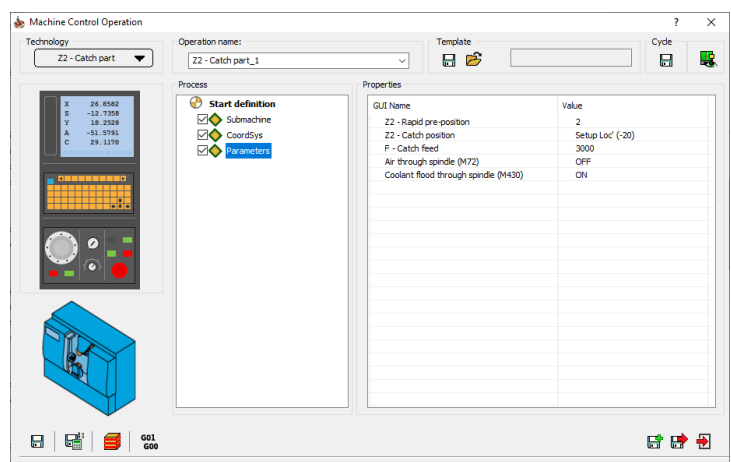 Machine Control Operation
?
Technology
Operation name:
Template
Cycle
Z2 - Catch part
Z2 - Catch part_1
Process
Properties
X 26.8582
-12.7358
Y 18.2528
A -51.5791
C 29.1170
Start definition
Submachine
CoordSys
Parameters
GUI Name Value
Z2 - Rapid pre-position 2
Z2 - Catch position Setup Loc' (-20)
F - Catch feed 3000
Air through spindle (M72) OFF
Coolant flood through spindle (M430) ON
G01
G00